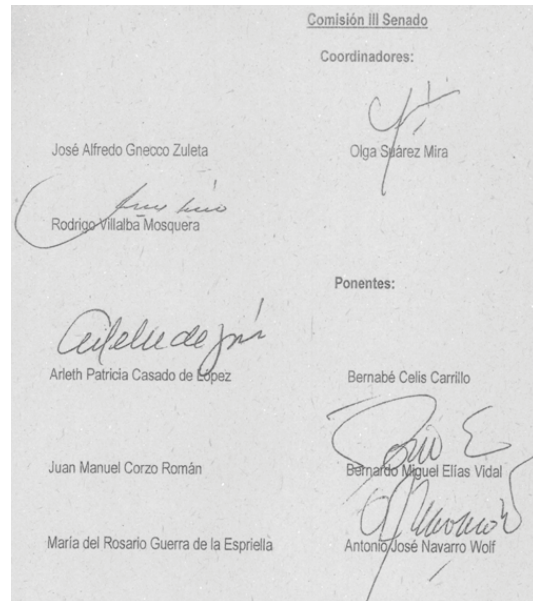 Comisión III Senado
Coordinadores:
José Alfredo Gnecco Zuleta
Olga Suárez Mira
Rodrigo Villalba Mosquera
Ponentes:
Arleth Patricia Casado de López
Bernabé Celis Carrillo
Juan Manuel Corzo Román
Bernardo Miguel Elías Vidal
María del Rosario Guerra de la Espriella
Antonio José Navarro Wolf